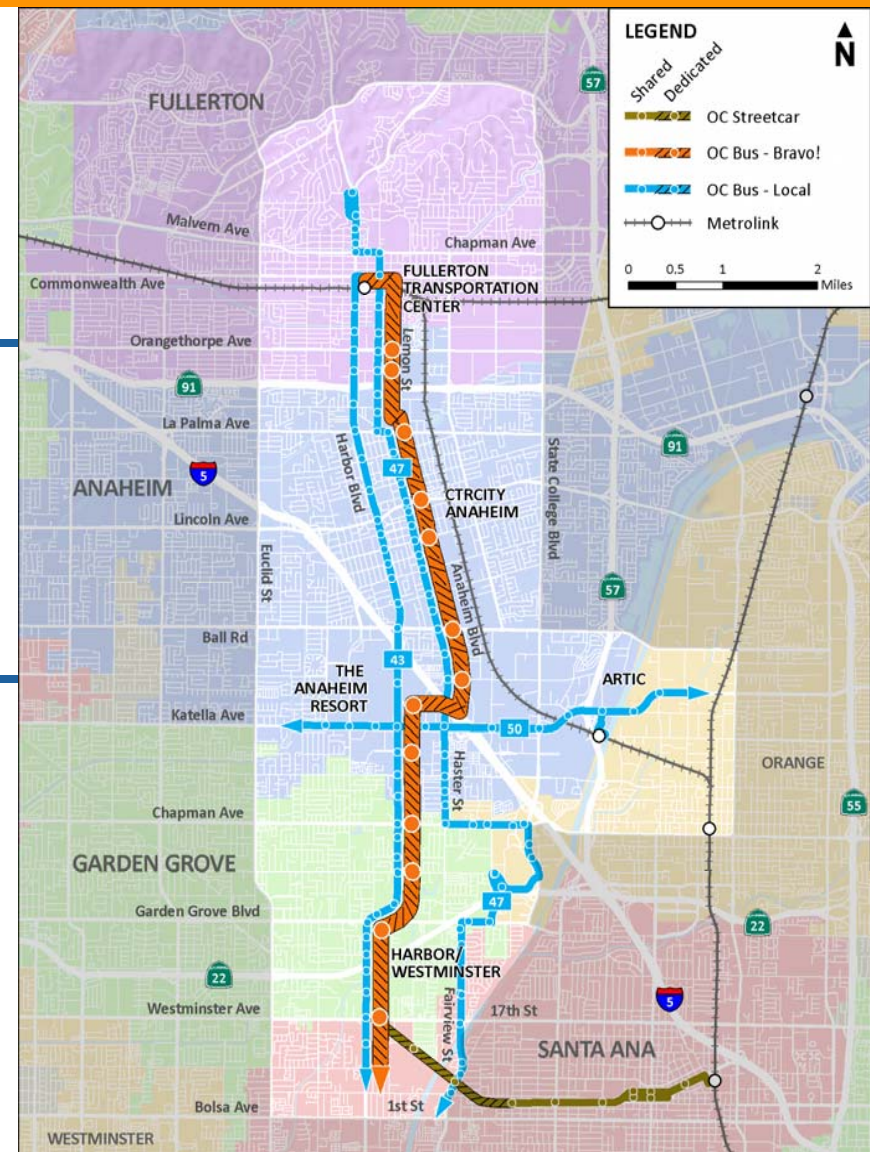 LEGEND
N
Shared
Dedicated
OC Streetcar
OC Bus - Bravo!
OC Bus - Local
Metrolink
0 0.5 1 2
Miles
57
FULLERTON
Malvern Ave
Chapman Ave
Commonwealth Ave
FULLERTON
TRANSPORTATION
CENTER
Orangethorpe Ave
Lemon St
91
La Palma Ave
91
5
47
Harbor Blvd
State College Blvd
ANAHEIM
CTRCITY
ANAHEIM
Lincoln Ave
Euclid St
Anaheim Blvd
57
Ball Rd
43
THE
ANAHEIM
RESORT
ARTIC
Katella Ave
50
Haster St
ORANGE
55
Chapman Ave
GARDEN GROVE
47
Garden Grove Blvd
22
HARBOR/
WESTMINSTER
22
Fairview St
5
Westminster Ave
17th St
SANTA ANA
Bolsa Ave
1st St
WESTMINSTER